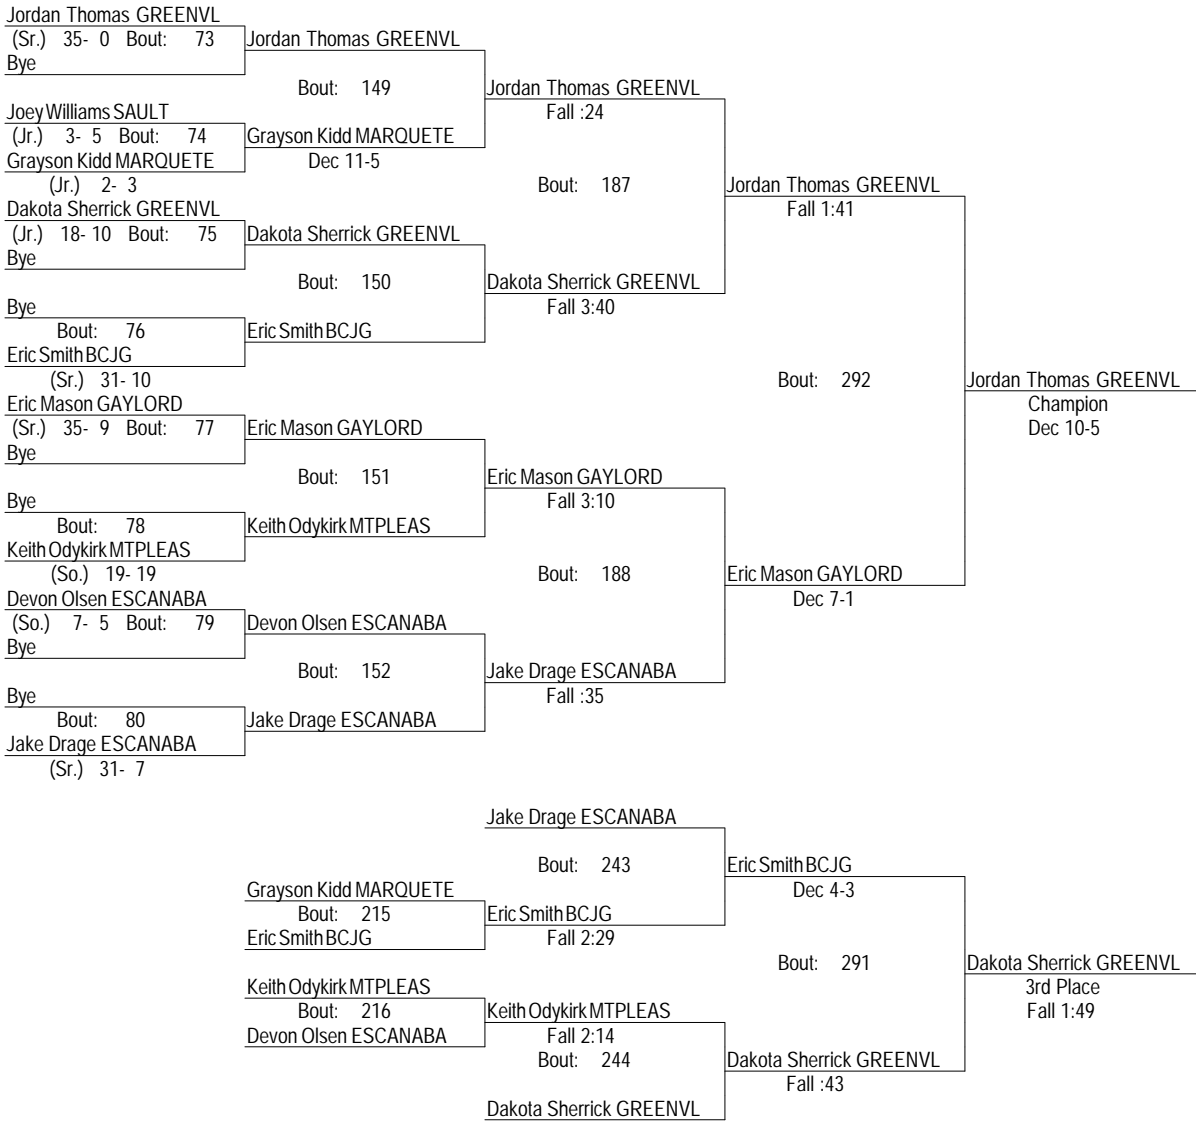 Jordan Thomas GREENVL
(Sr.) 35- 0 Bout: 73
Bye
Joey Williams SAULT
(Jr.) 3- 5 Bout: 74
Grayson Kidd MARQUETE
(Jr.) 2- 3
Dakota Sherrick GREENVL
(Jr.) 18- 10 Bout: 75
Bye
Bye
Bout: 76
Eric Smith BCJG
(Sr.) 31- 10
Eric Mason GAYLORD
(Sr.) 35- 9 Bout: 77
Bye
Bye
Bout: 78
Keith Odykirk MTPLEAS
(So.) 19- 19
Devon Olsen ESCANABA
(So.) 7- 5 Bout: 79
Bye
Bye
Bout: 80
Jake Drage ESCANABA
(Sr.) 31- 7
Jordan Thomas GREENVL
Bout: 149
Grayson Kidd MARQUETE
Dec 11-5
Dakota Sherrick GREENVL
Bout: 150
Eric Smith BCJG
Eric Mason GAYLORD
Bout: 151
Keith Odykirk MTPLEAS
Devon Olsen ESCANABA
Bout: 152
Jake Drage ESCANABA
Jordan Thomas GREENVL
Fall :24
Bout: 187
Dakota Sherrick GREENVL
Fall 3:40
Eric Mason GAYLORD
Fall 3:10
Bout: 188
Jake Drage ESCANABA
Fall :35
Jordan Thomas GREENVL
Fall 1:41
Bout: 292
Eric Mason GAYLORD
Dec 7-1
Jordan Thomas GREENVL
Champion
Dec 10-5
Grayson Kidd MARQUETE
Bout: 215
Eric Smith BCJG
Keith Odykirk MTPLEAS
Bout: 216
Devon Olsen ESCANABA
Jake Drage ESCANABA
Bout: 243
Eric Smith BCJG
Fall 2:29
Keith Odykirk MTPLEAS
Fall 2:14
Bout: 244
Dakota Sherrick GREENVL
Eric Smith BCJG
Dec 4-3
Bout: 291
Dakota Sherrick GREENVL
Fall :43
Dakota Sherrick GREENVL
3rd Place
Fall 1:49